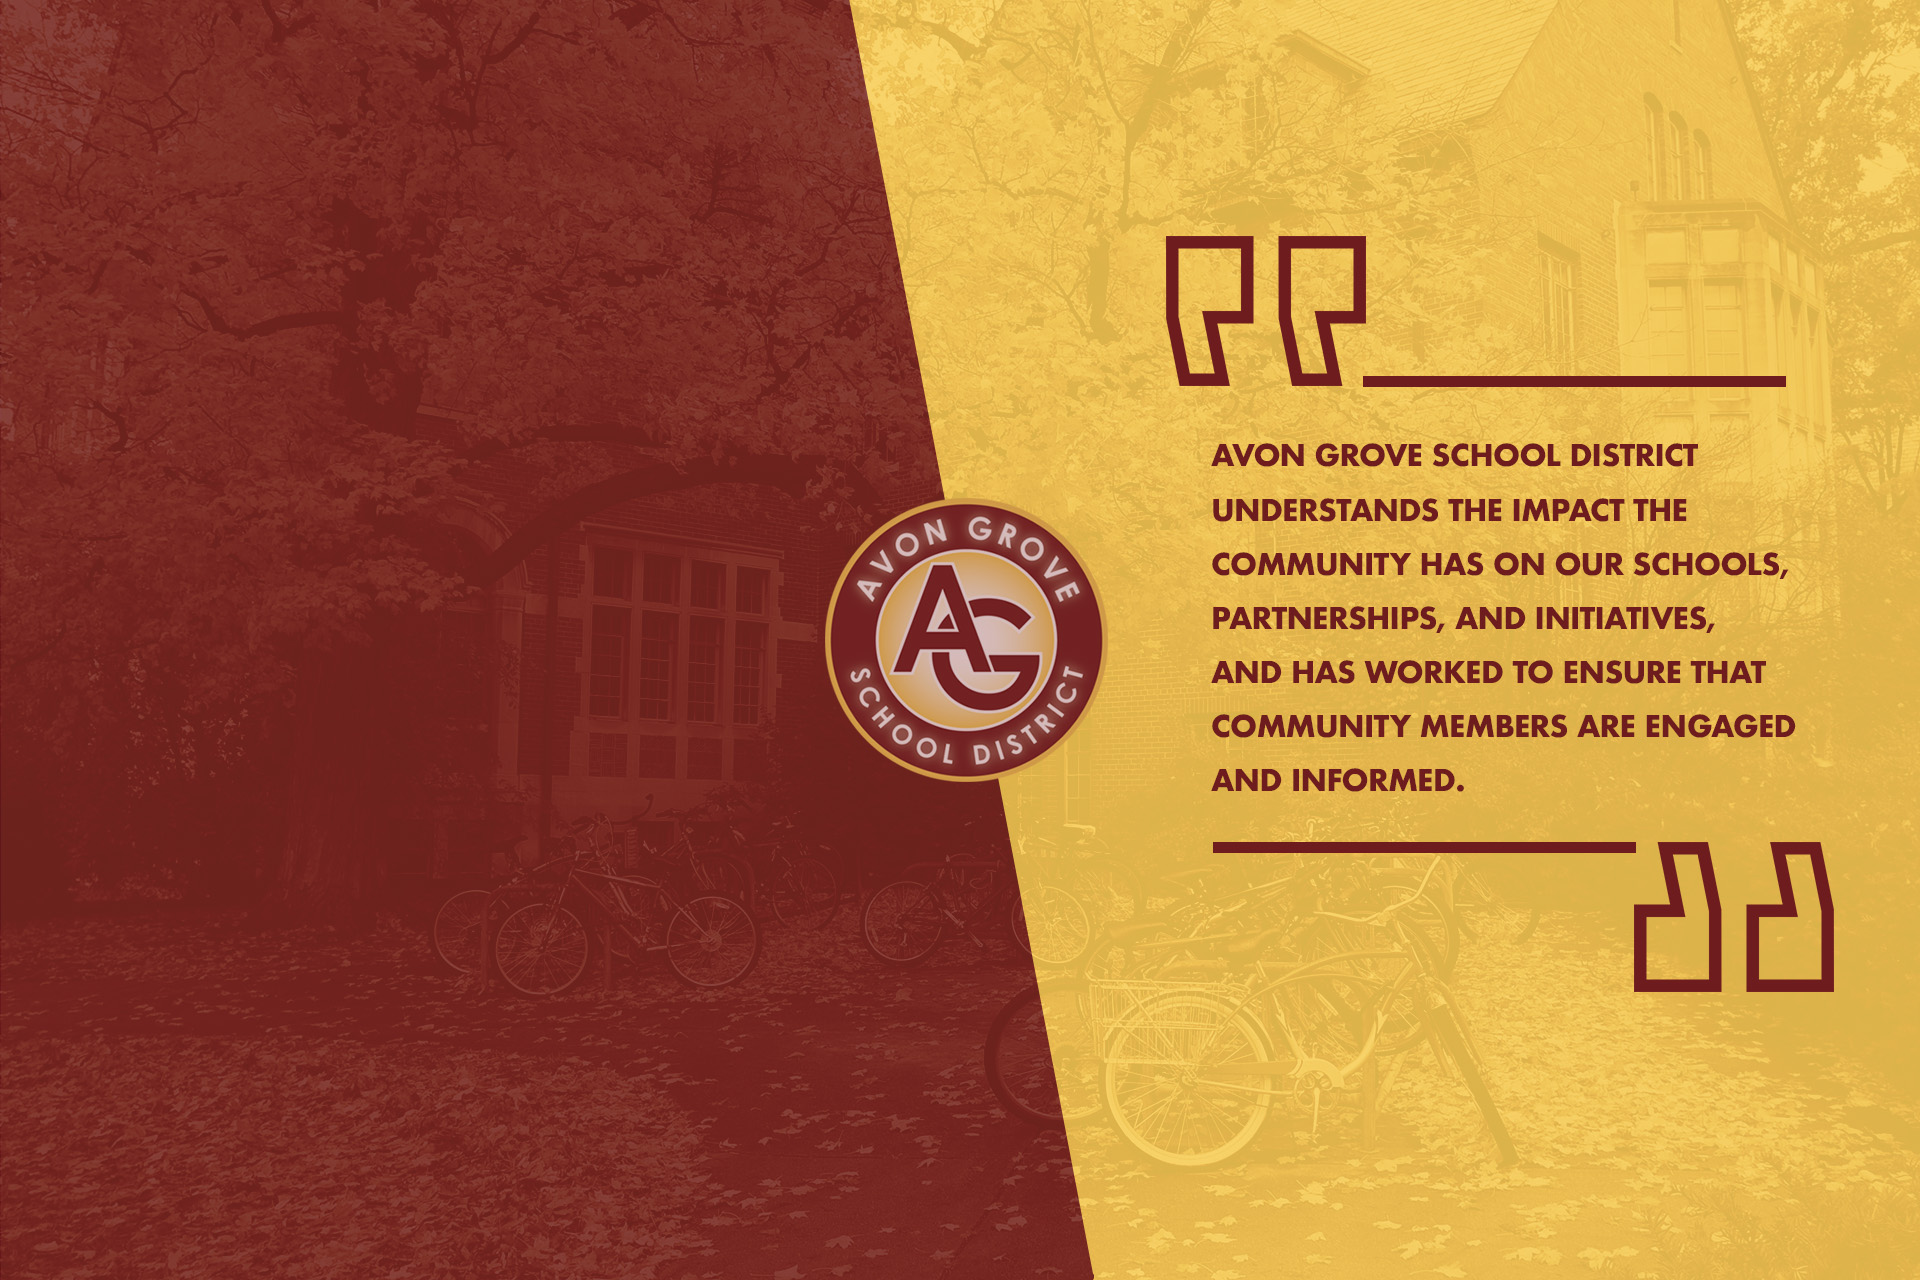 AVON GROVE
AG
SCHOOL DISTRICT
AVON GROVE SCHOOL DISTRICT
UNDERSTANDS THE IMPACT THE
COMMUNITY HAS ON OUR SCHOOLS,
PARTNERSHIPS, AND INITIATIVES,
AND HAS WORKED TO ENSURE THAT
COMMUNITY MEMBERS ARE ENGAGED
AND INFORMED.